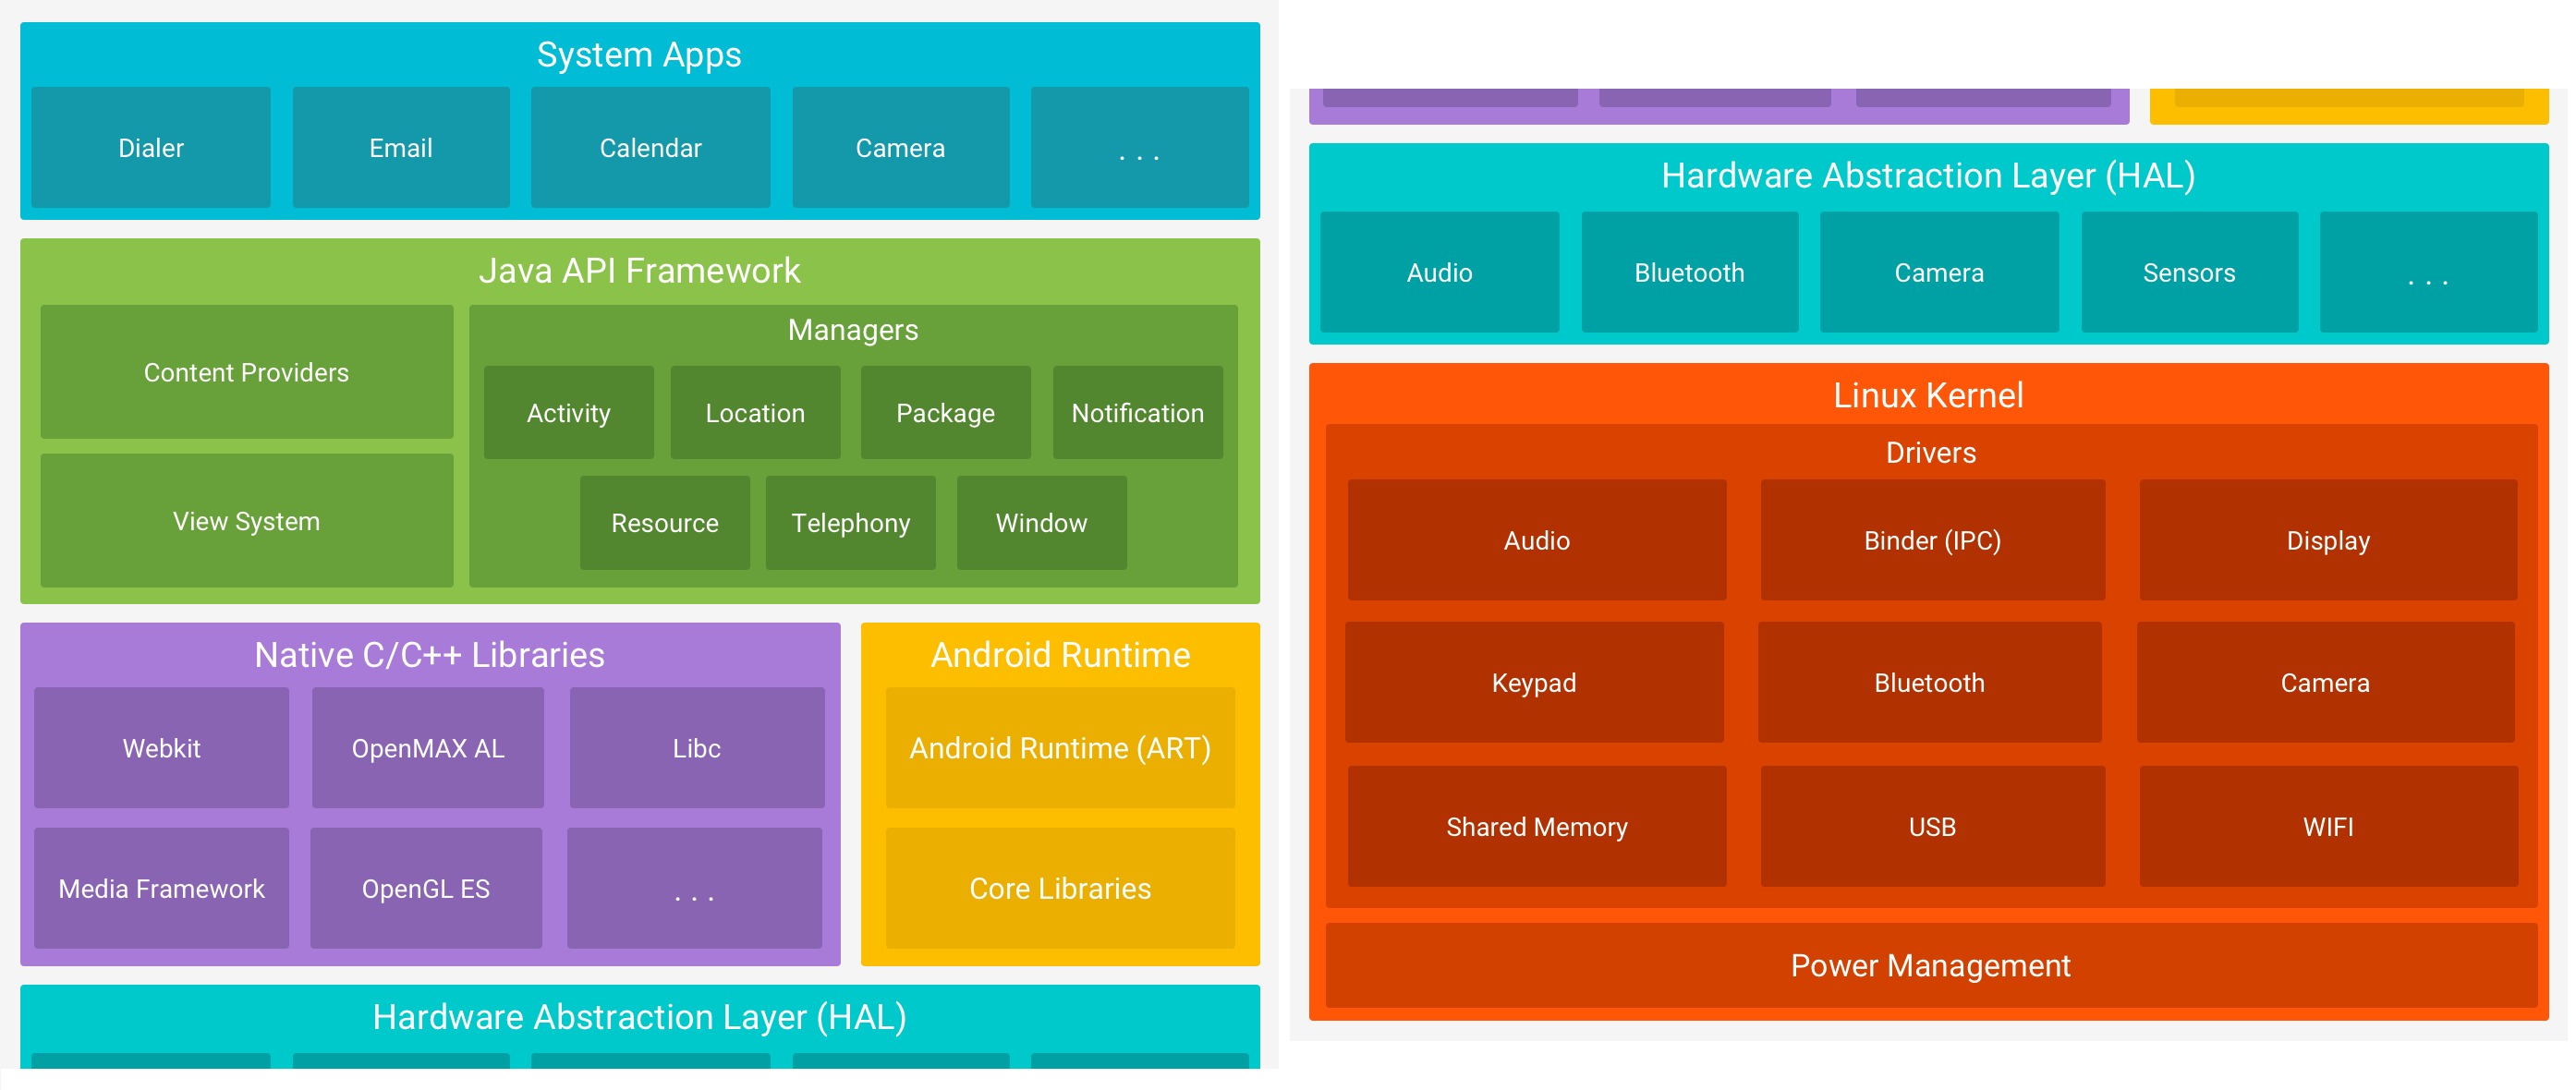 System Apps
Dialer Email Calendar Camera . . .
Java API Framework
Content Providers
View System
Managers
Activity Location Package Notification
Resource Telephony Window
Native C/C++ Libraries
Webkit OpenMAX AL Libc
Media Framework OpenGL ES . . .
Android Runtime
Android Runtime (ART)
Core Libraries
Hardware Abstraction Layer (HAL)
Hardware Abstraction Layer (HAL)
Audio Bluetooth Camera Sensors . . .
Linux Kernel
Drivers
Audio Binder (IPC) Display
Keypad Bluetooth Camera
Shared Memory USB WIFI
Power Management